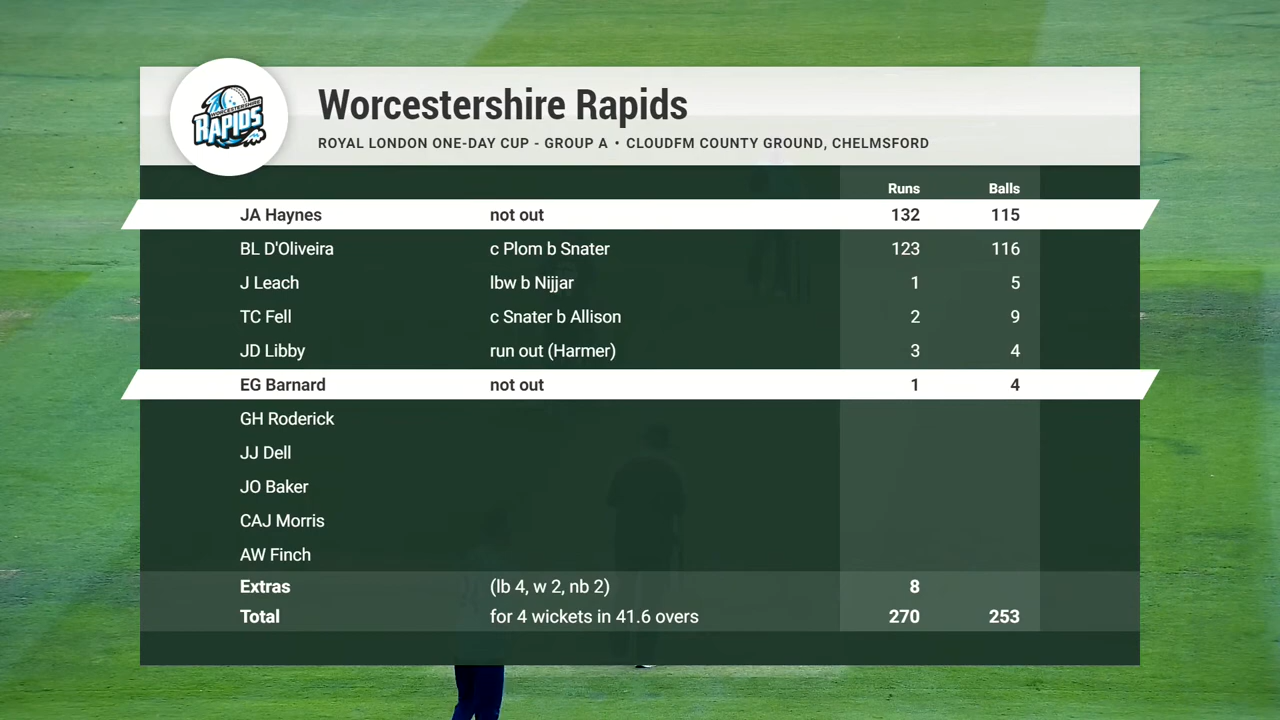 WORCESTERSHIRE
RAPIDS
Worcestershire Rapids
ROYAL LONDON ONE-DAY CUP - GROUP A • CLOUDFM COUNTY GROUND, CHELMSFORD
Runs Balls
JA Haynes not out 132 115
BL D'Oliveira c Plom b Snater 123 116
J Leach lbw b Nijjar 1 5
TC Fell c Snater b Allison 2 9
JD Libby run out (Harmer) 3 4
EG Barnard not out 1 4
GH Roderick
JJ Dell
JO Baker
CAJ Morris
AW Finch
Extras (lb 4, w 2, nb 2) 8
Total for 4 wickets in 41.6 overs 270 253